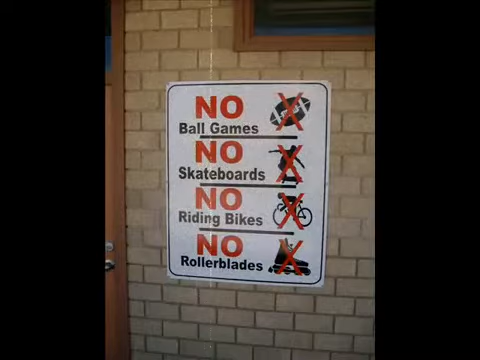 NO
Ball Games
NO
Skateboards
NO
Riding Bikes
NO
Rollerblades